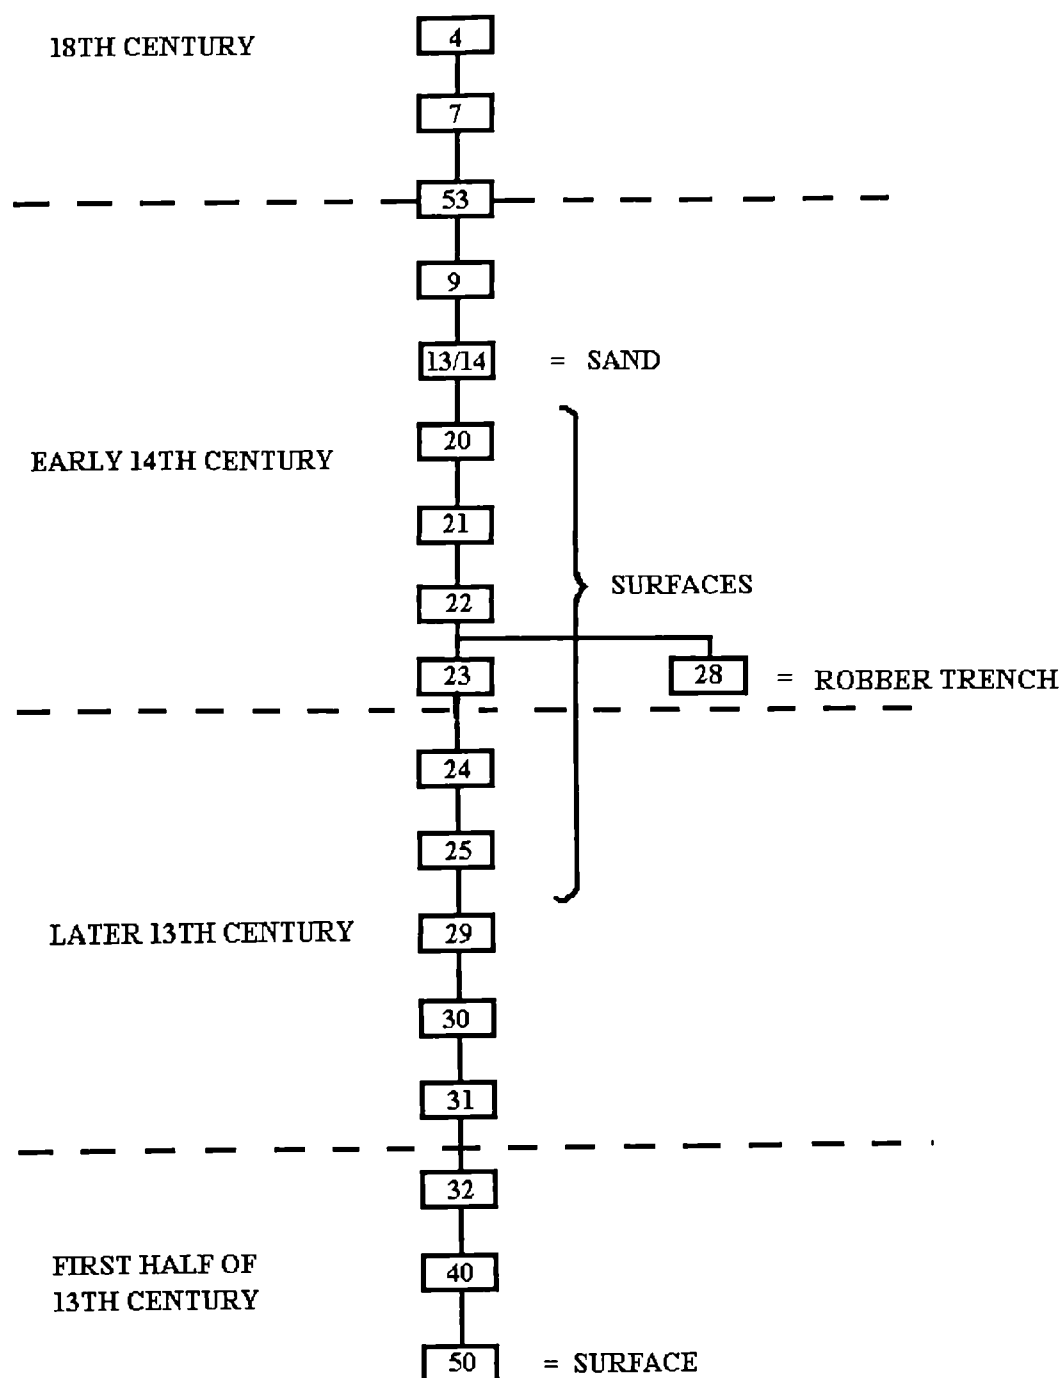 18TH CENTURY
4
7
53
9
13/14 = SAND
20
EARLY 14TH CENTURY
21
22
SURFACES
23
28 = ROBBER TRENCH
24
25
LATER 13TH CENTURY
29
30
31
32
FIRST HALF OF
13TH CENTURY
40
50 = SURFACE